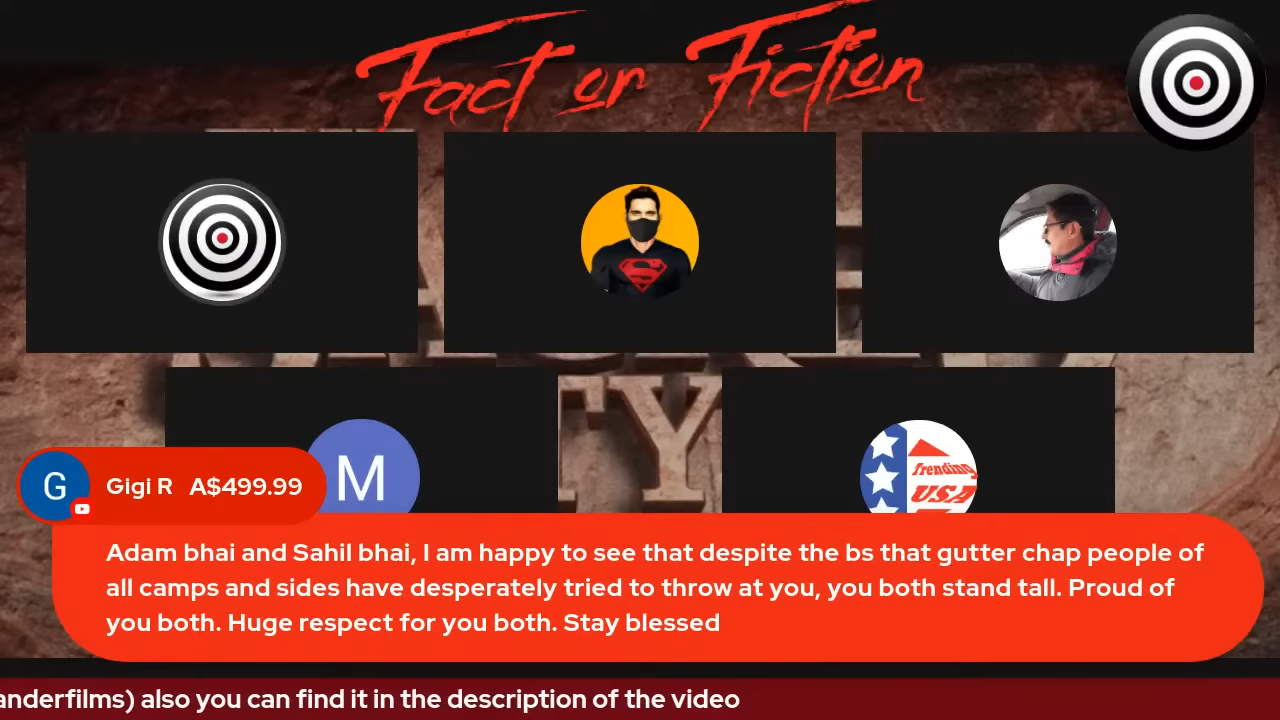 Fact or Fiction
M
Trending
USA
G
Gigi R A$499.99
Adam bhai and Sahil bhai, I am happy to see that despite the bs that gutter chap people of
all camps and sides have desperately tried to throw at you, you both stand tall. Proud of
you both. Huge respect for you both. Stay blessed
anderfilms) also you can find it in the description of the video